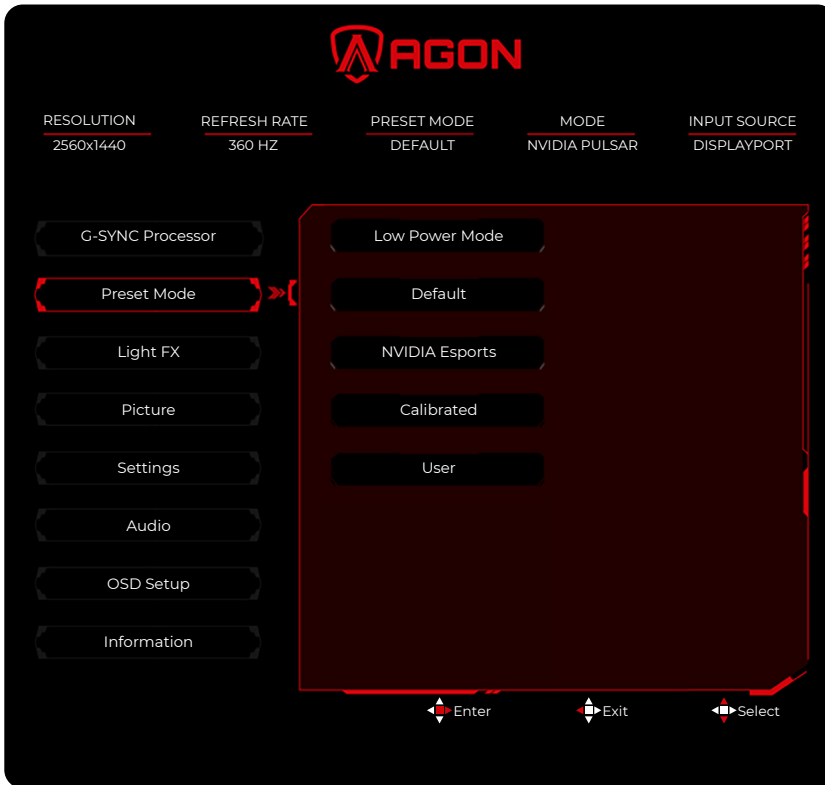 AGON
RESOLUTION REFRESH RATE PRESET MODE MODE INPUT SOURCE
2560x1440 360 HZ DEFAULT NVIDIA PULSAR DISPLAYPORT
G-SYNC Processor Low Power Mode
Preset Mode Default
Light FX NVIDIA Esports
Picture Calibrated
Settings User
Audio
OSD Setup
Information
Enter Exit Select